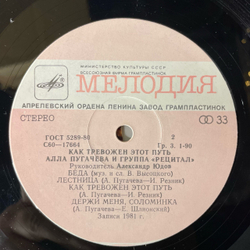 МИНИСТЕРСТВО КУЛЬТУРЫ СССР
ВСЕСОЮЗНАЯ ФИРМА ГРАМПЛАСТИНОК
МЕЛОДИЯ
АПРЕЛЕВСКИЙ ОРДЕНА ЛЕНИНА ЗАВОД ГРАМПЛАСТИНОК
СТЕРЕО 33
ГОСТ 5289-80 2
С60—17664 Гр. 3. 1-90
КАК ТРЕВОЖЕН ЭТОТ ПУТЬ
АЛЛА ПУГАЧЕВА И ГРУППА «РЕЦИТАЛ»
Руководитель Александр Юдов
БЕДА (муз. и сл. В. Высоцкого)
ЛЕСТНИЦА (А. Пугачева—И. Резник)
КАК ТРЕВОЖЕН ЭТОТ ПУТЬ
(А. Пугачева—И. Резник)
ДЕРЖИ МЕНЯ, СОЛОМИНКА
(А. Пугачева—Е. Шлионский)
Запись 1981 г.